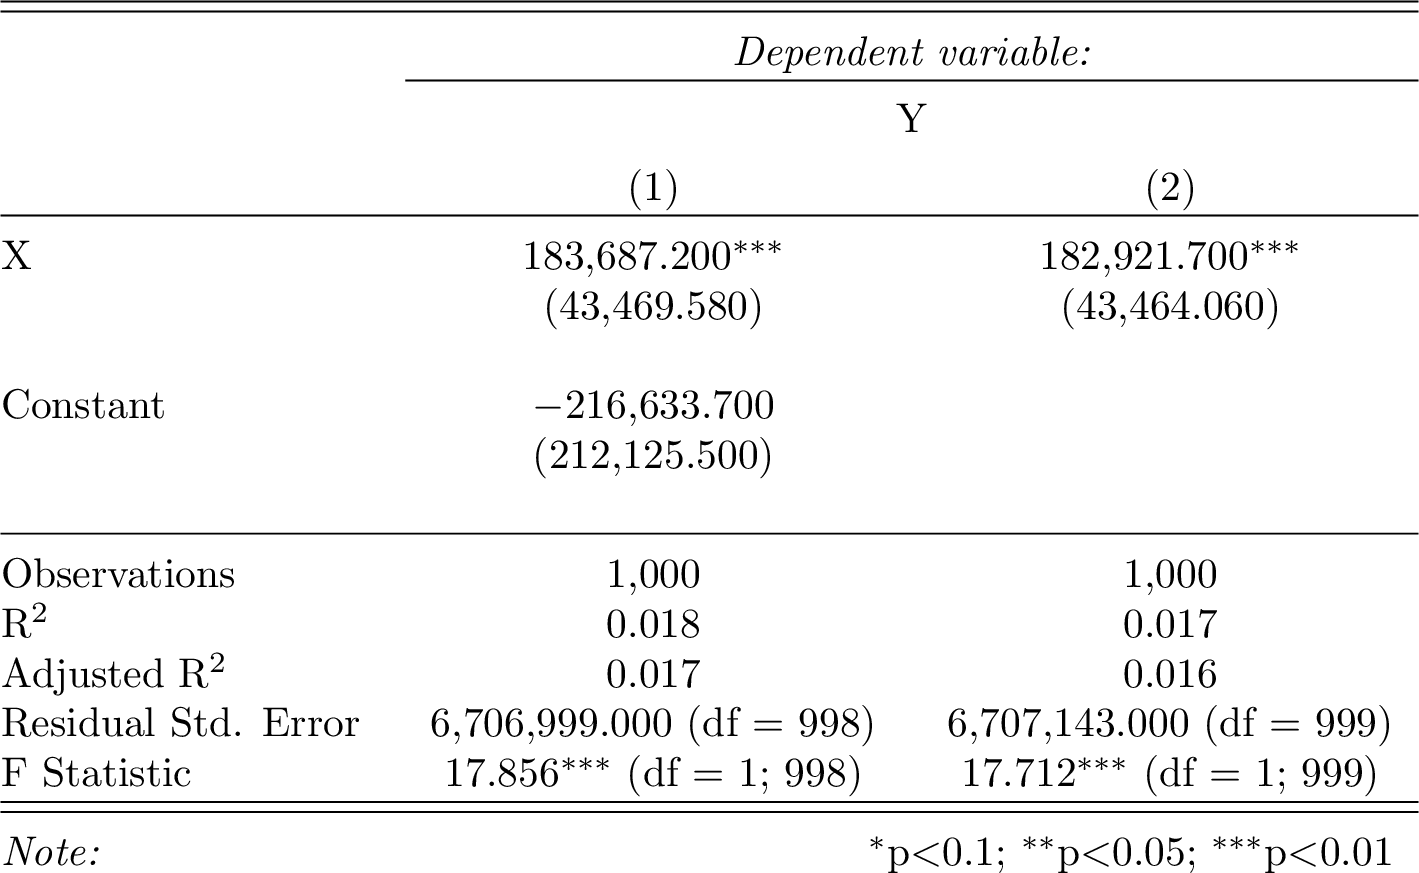 Dependent variable:
Y
(1) (2)
X 183,687.200*** 182,921.700***
(43,469.580) (43,464.060)
Constant −216,633.700
(212,125.500)
Observations 1,000 1,000
R² 0.018 0.017
Adjusted R² 0.017 0.016
Residual Std. Error 6,706,999.000 (df = 998) 6,707,143.000 (df = 999)
F Statistic 17.856*** (df = 1; 998) 17.712*** (df = 1; 999)
Note: *p<0.1; **p<0.05; ***p<0.01